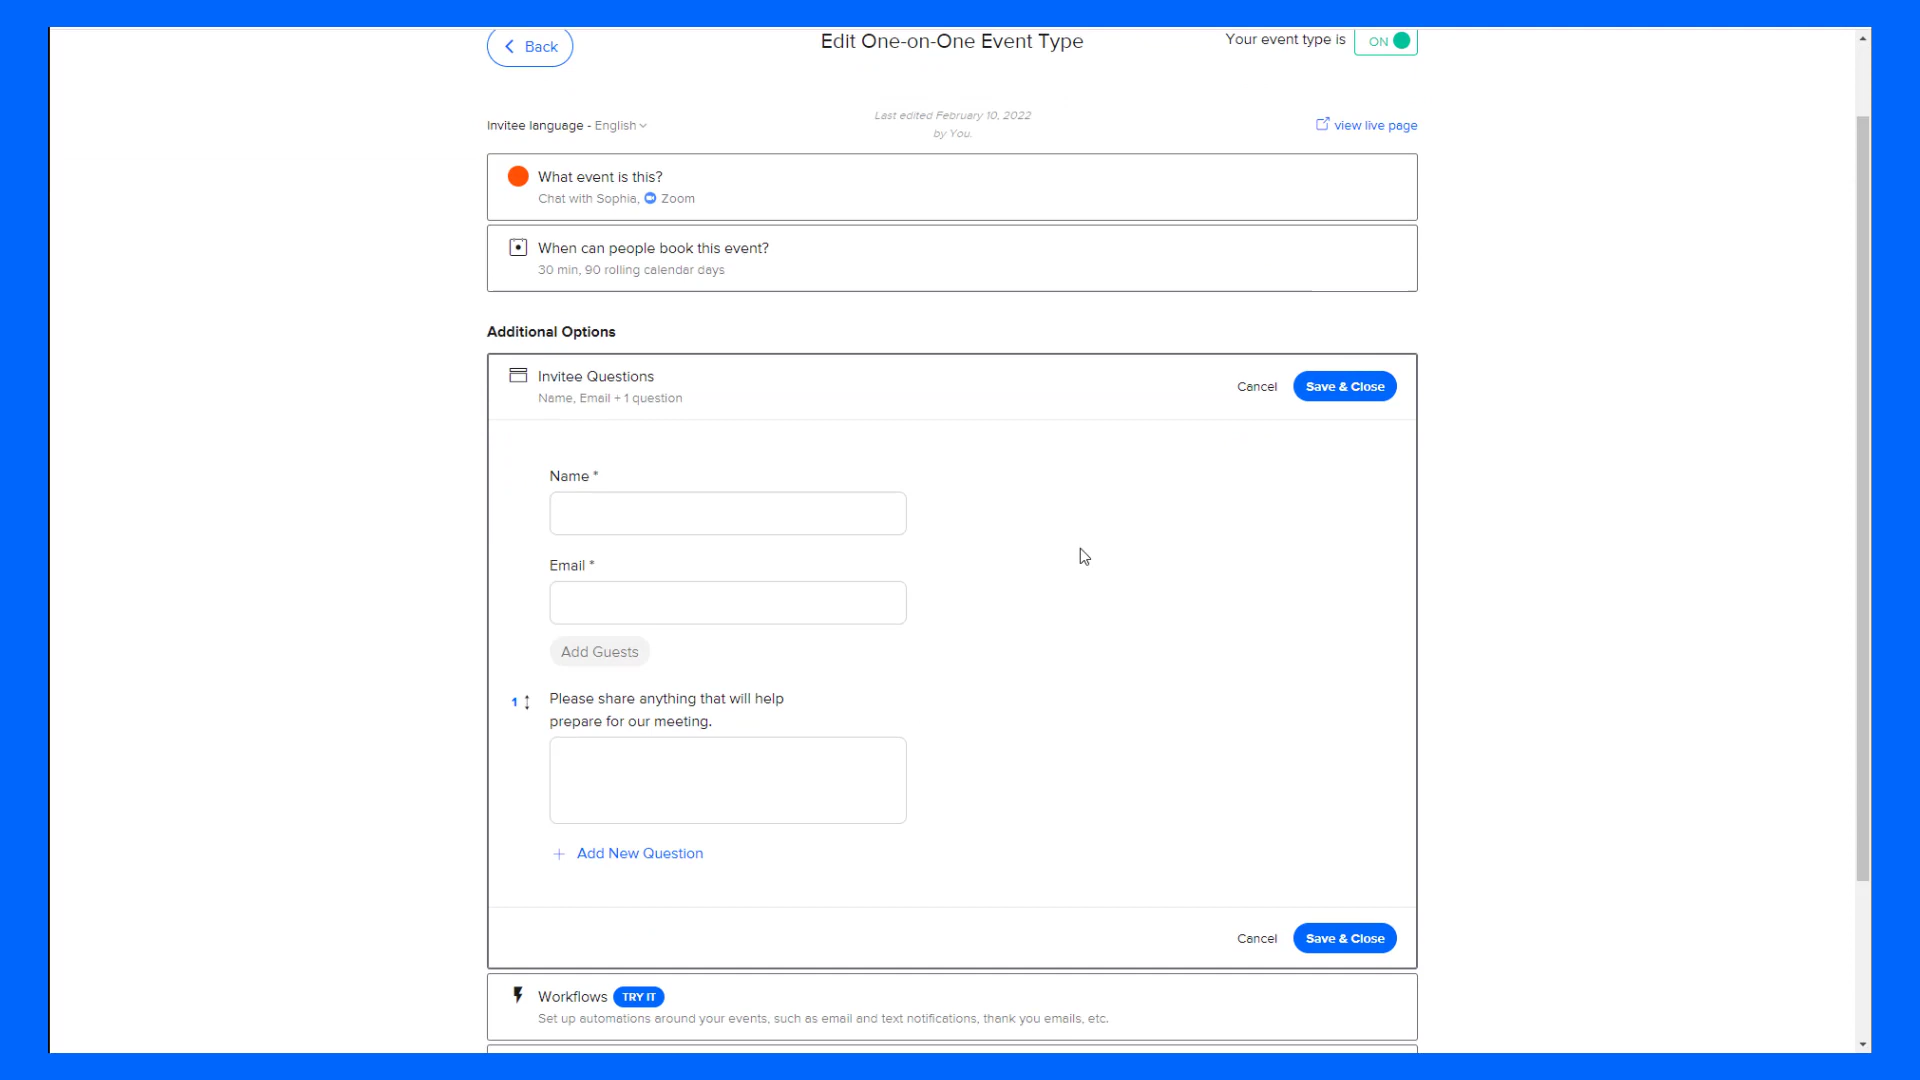 Back
Edit One-on-One Event Type
Your event type is
ON
Invitee language - English
Last edited February 10, 2022
by You.
view live page
What event is this?
Chat with Sophia, Zoom
When can people book this event?
30 min, 90 rolling calendar days
Additional Options
Invitee Questions
Name, Email + 1 question
Cancel
Save & Close
Name *
Email *
Add Guests
1
Please share anything that will help
prepare for our meeting.
+ Add New Question
Cancel
Save & Close
Workflows TRY IT
Set up automations around your events, such as email and text notifications, thank you emails, etc.